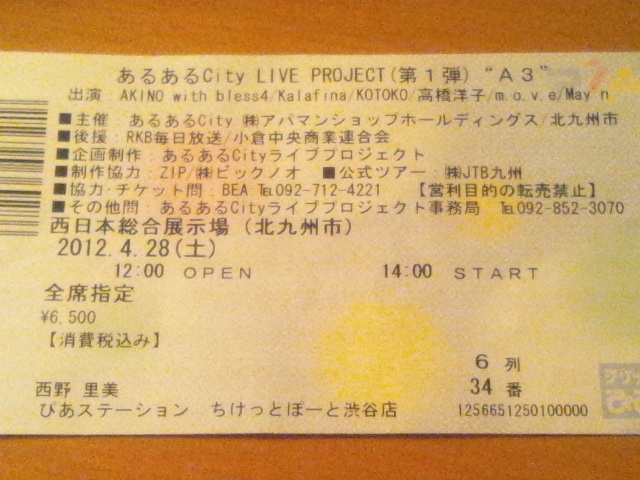 あるあるCity LIVE PROJECT(第1弾) “A3”
出演 AKINO with bless4/Kalafina/KOTOKO/高橋洋子/m.o.v.e/May'n
■主催 あるあるCity ㈱アパマンショップホールディングス/北九州市
■後援:RKB毎日放送/小倉中央商業連合会
■企画制作:あるあるCityライブプロジェクト
■制作協力:ZIP/㈱ビックノオ ■公式ツアー:㈱JTB九州
■協力・チケット問:BEA ℡092-712-4221 【営利目的の転売禁止】
■その他問:あるあるCityライブプロジェクト事務局 ℡092-852-3070
西日本総合展示場(北九州市)
2012.4.28(土)
12:00 OPEN 14:00 START
全席指定
¥6,500
【消費税込み】
6 列
34 番
西野 里美
ぴあステーション ちけっとぽーと渋谷店 1256651250100000